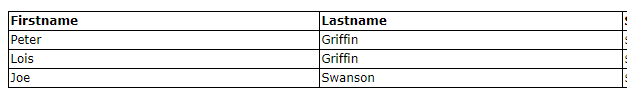 Firstname Lastname
Peter Griffin
Lois Griffin
Joe Swanson